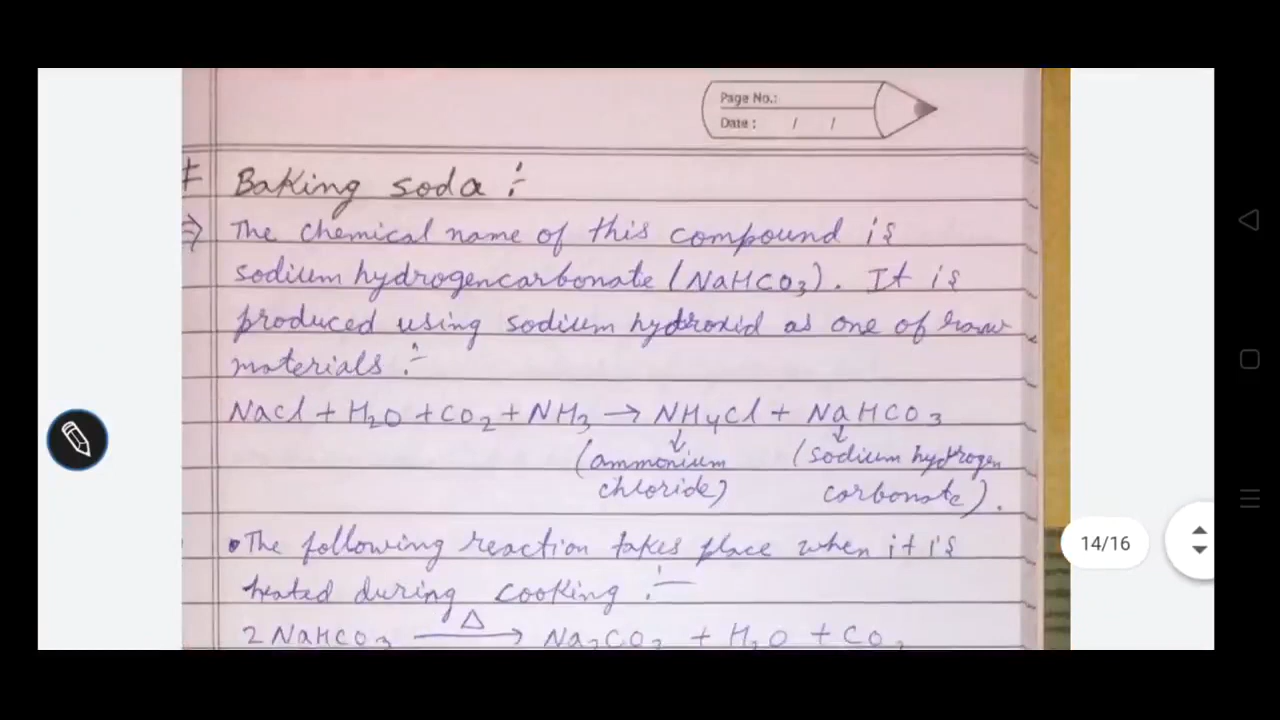 Page No.:
Date : / /
Baking soda :-
⇒ The chemical name of this compound is
sodium hydrogencarbonate (NaHCO3). It is
produced using sodium hydroxid as one of raw
materials :-
NaCl + H2O + CO2 + NH3 → NH4Cl + NaHCO3
(ammonium (sodium hydrogen
chloride) carbonate).
• The following reaction takes place when it is
heated during cooking :-
2 NaHCO3 —Δ→ Na2CO3 + H2O + CO2
14/16